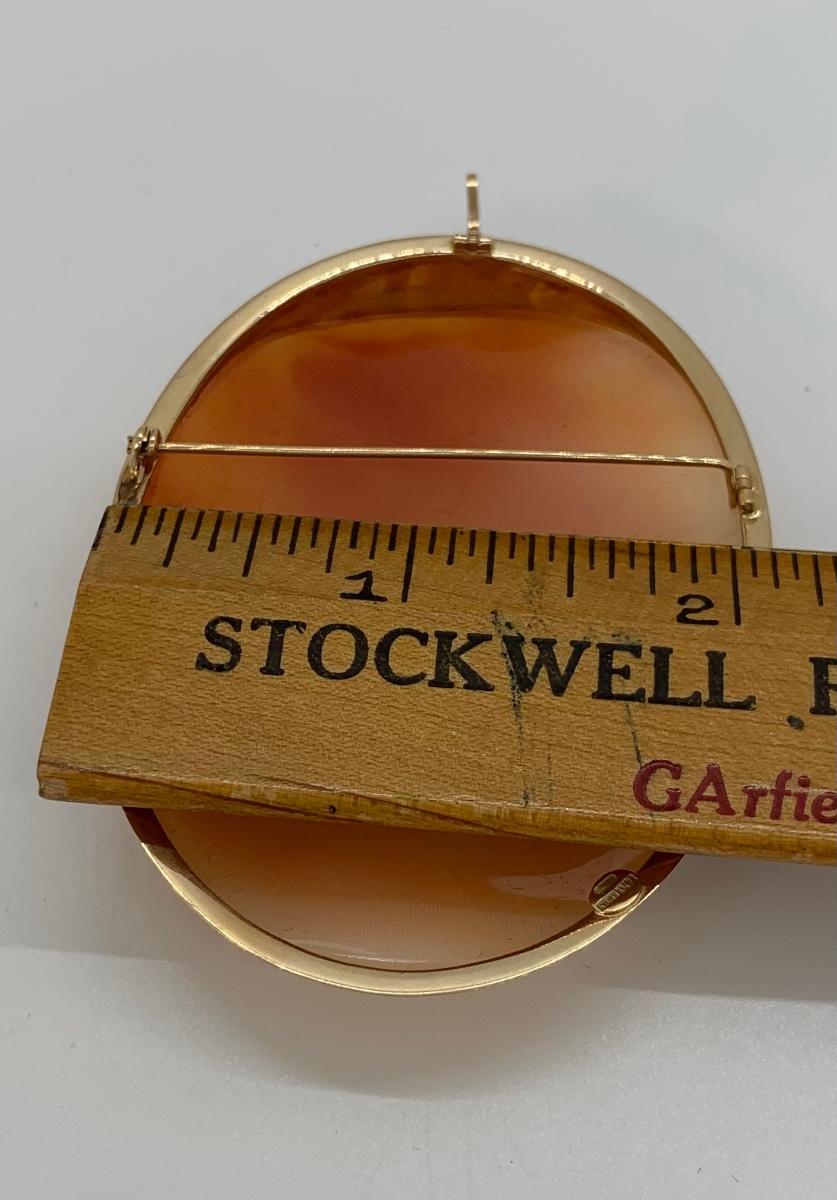 1 2
STOCKWELL
GArfie